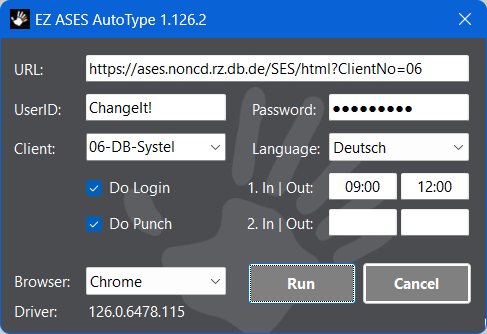 EZ ASES AutoType 1.126.2
URL: https://ases.noncd.rz.db.de/SES/html?ClientNo=06
UserID: ChangeIt! Password: ●●●●●●●●●
Client: 06-DB-Systel Language: Deutsch
Do Login 1. In | Out: 09:00 12:00
Do Punch 2. In | Out:
Browser: Chrome Run Cancel
Driver: 126.0.6478.115